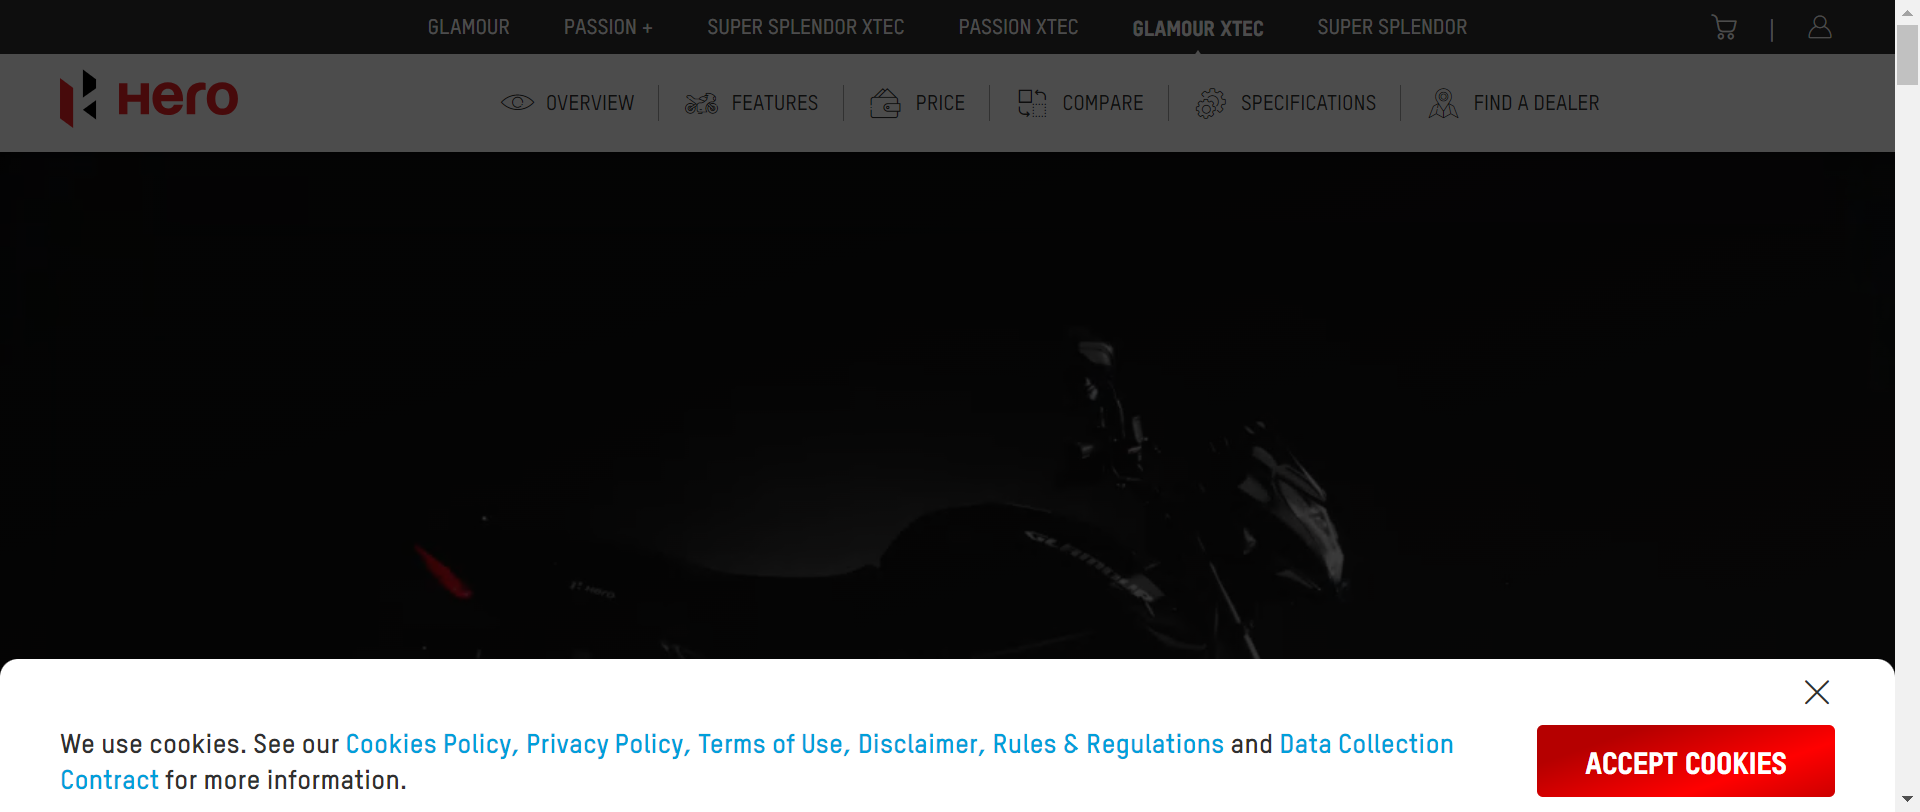 GLAMOUR PASSION + SUPER SPLENDOR XTEC PASSION XTEC GLAMOUR XTEC SUPER SPLENDOR
Hero
OVERVIEW FEATURES PRICE COMPARE SPECIFICATIONS FIND A DEALER
GLAMOUR
Hero
We use cookies. See our Cookies Policy, Privacy Policy, Terms of Use, Disclaimer, Rules & Regulations and Data Collection
Contract for more information.
ACCEPT COOKIES